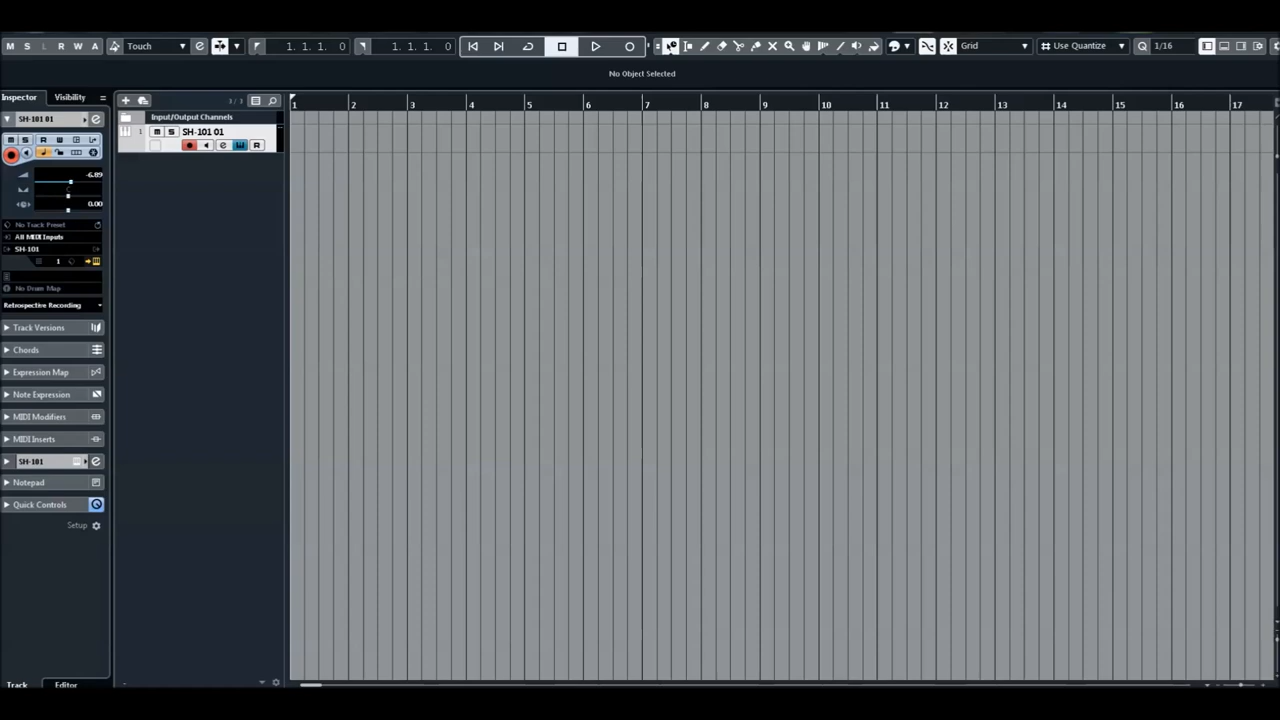 M S L R W A Touch 1. 1. 1. 0 1. 1. 1. 0 Grid Use Quantize Q 1/16
No Object Selected
Inspector Visibility
3 / 3
1 2 3 4 5 6 7 8 9 10 11 12 13 14 15 16 17
SH-101 01
Input/Output Channels
1 m S SH-101 01
m S R W
e R
-6.89
C
0.00
No Track Preset
All MIDI Inputs
SH-101
1
No Drum Map
Retrospective Recording
Track Versions
Chords
Expression Map
Note Expression
MIDI Modifiers
MIDI Inserts
SH-101
Notepad
Quick Controls
Setup
Track Editor